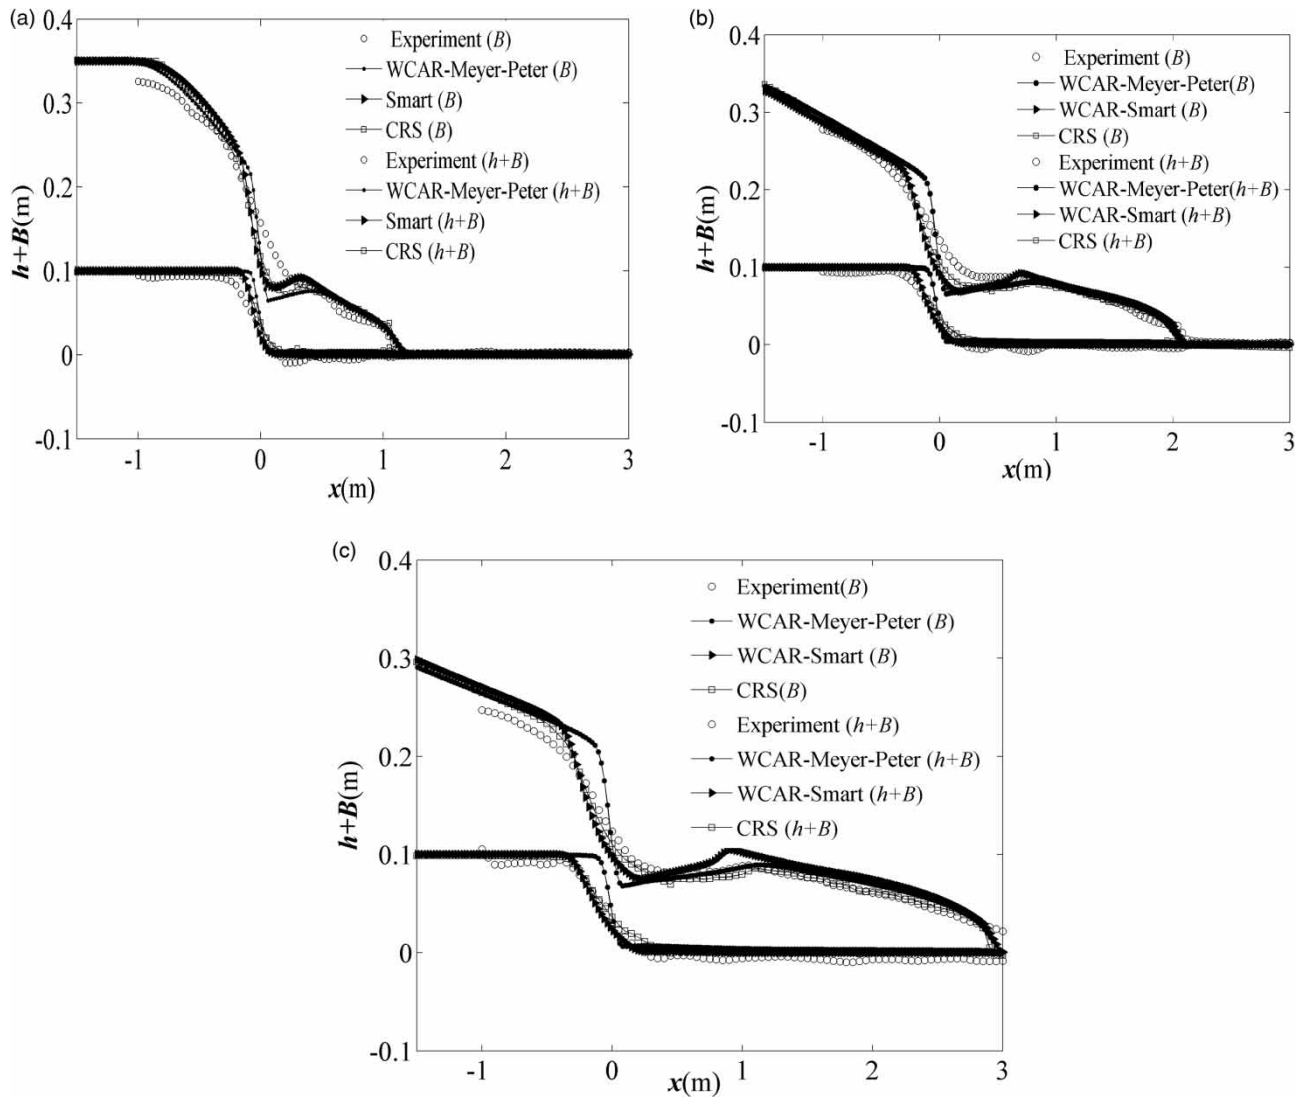 (a)
0.4
0.3
0.2
0.1
0
-0.1
h+B(m)
-1 0 1 2 3
x(m)
Experiment (B)
WCAR-Meyer-Peter (B)
Smart (B)
CRS (B)
Experiment (h+B)
WCAR-Meyer-Peter (h+B)
Smart (h+B)
CRS (h+B)
(b)
0.4
0.3
0.2
0.1
0
-0.1
h+B(m)
-1 0 1 2 3
x(m)
Experiment (B)
WCAR-Meyer-Peter(B)
WCAR-Smart (B)
CRS (B)
Experiment (h+B)
WCAR-Meyer-Peter(h+B)
WCAR-Smart (h+B)
CRS (h+B)
(c)
0.4
0.3
0.2
0.1
0
-0.1
h+B(m)
-1 0 1 2 3
x(m)
Experiment(B)
WCAR-Meyer-Peter (B)
WCAR-Smart (B)
CRS(B)
Experiment (h+B)
WCAR-Meyer-Peter (h+B)
WCAR-Smart (h+B)
CRS (h+B)